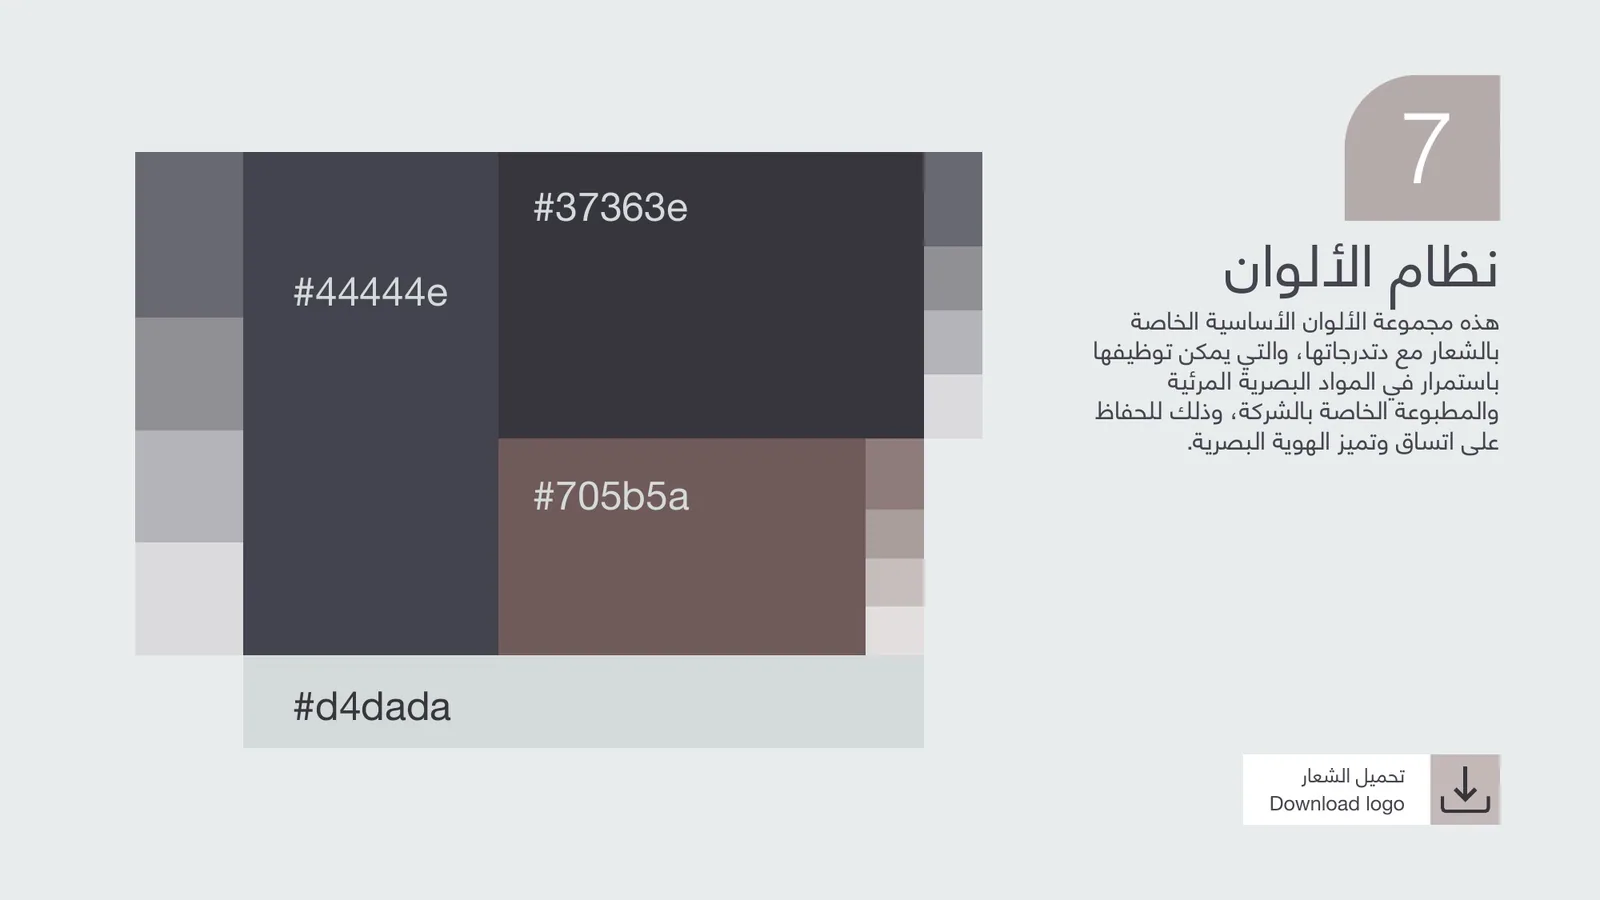 7
نظام الألوان
هذه مجموعة الألوان الأساسية الخاصة
بالشعار مع دتدرجاتها، والتي يمكن توظيفها
باستمرار في المواد البصرية المرئية
والمطبوعة الخاصة بالشركة، وذلك للحفاظ
على اتساق وتميز الهوية البصرية.
#37363e
#44444e
#705b5a
#d4dada
تحميل الشعار
Download logo